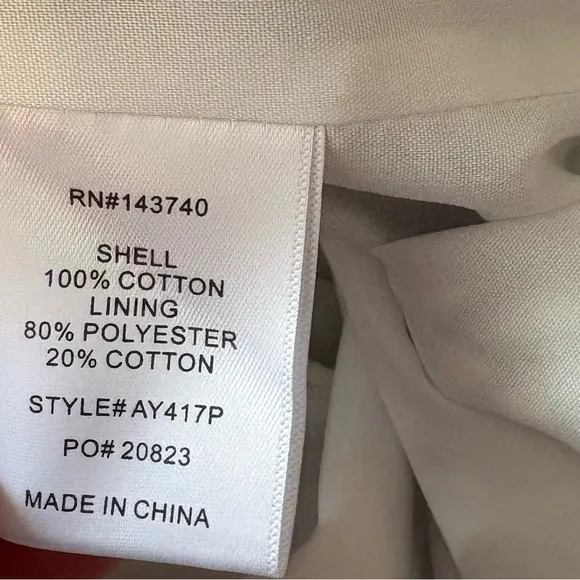 RN#143740
SHELL
100% COTTON
LINING
80% POLYESTER
20% COTTON
STYLE# AY417P
PO# 20823
MADE IN CHINA